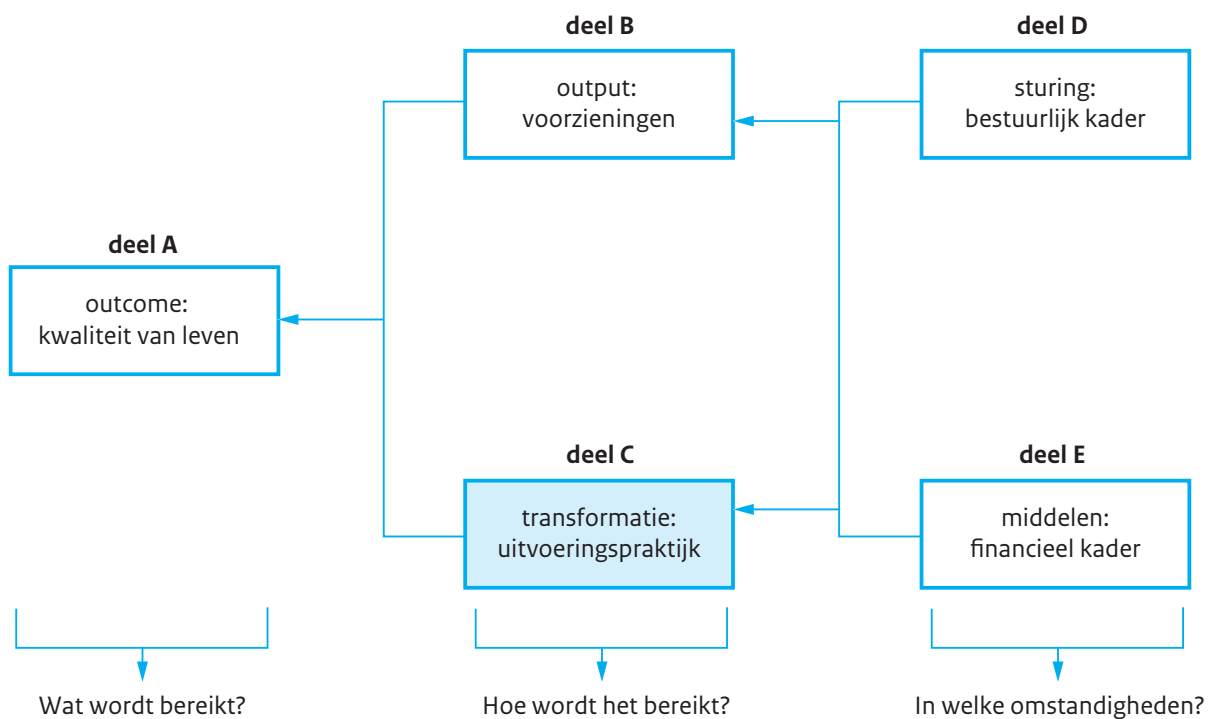 deel B
output:
voorzieningen
deel D
sturing:
bestuurlijk kader
deel A
outcome:
kwaliteit van leven
deel C
transformatie:
uitvoeringspraktijk
deel E
middelen:
financieel kader
Wat wordt bereikt?
Hoe wordt het bereikt?
In welke omstandigheden?